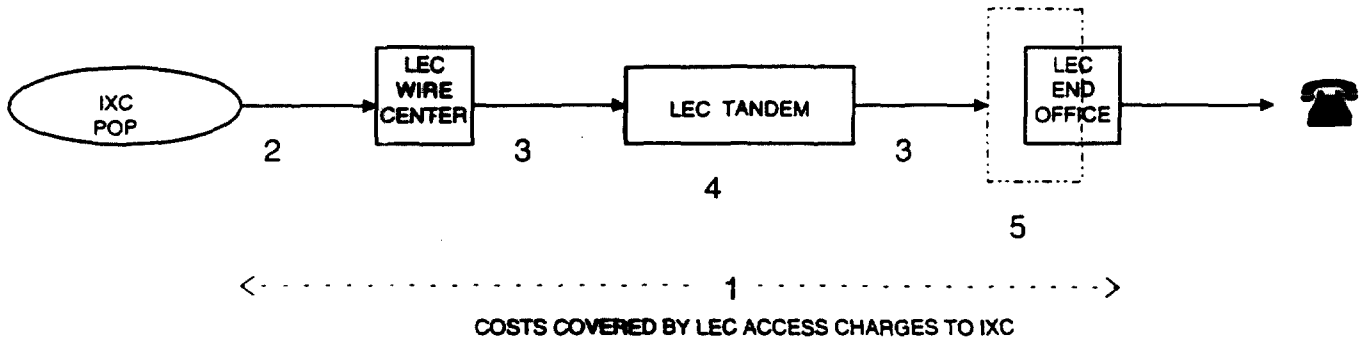 IXC
POP
LEC
WIRE
CENTER
LEC TANDEM
LEC
END
OFFICE
2
3
3
4
5
1
COSTS COVERED BY LEC ACCESS CHARGES TO IXC